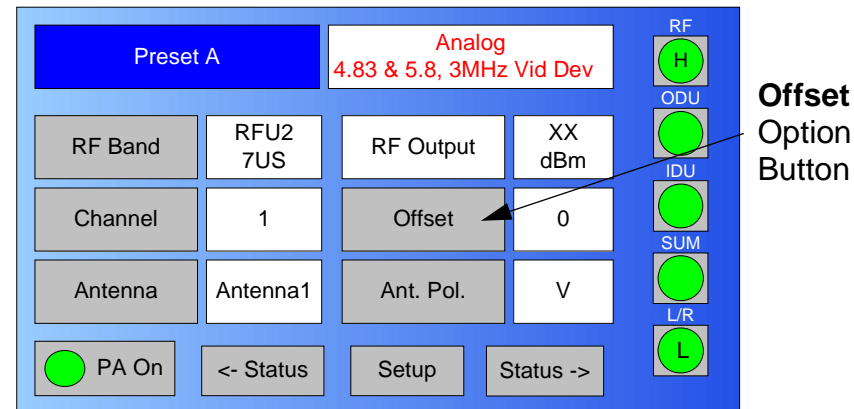 Preset A
Analog
4.83 & 5.8, 3MHz Vid Dev
RF
H
ODU
IDU
SUM
L/R
L
RF Band
RFU2
7US
RF Output
XX
dBm
Channel
1
Offset
0
Antenna
Antenna1
Ant. Pol.
V
PA On
<- Status
Setup
Status ->
Offset
Option
Button